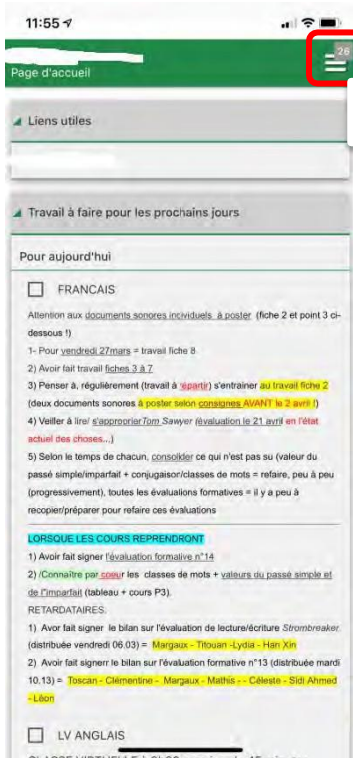 11:55
26
Page d'accueil
Liens utiles
Travail à faire pour les prochains jours
Pour aujourd'hui
FRANCAIS
Attention aux documents sonores individuels à poster (fiche 2 et point 3 ci-
dessous !)
1- Pour vendredi 27mars = travail fiche 8
2) Avoir fait travail fiches 3 à 7
3) Penser à, régulièrement (travail à répartir) s'entrainer au travail fiche 2
(deux documents sonores à poster selon consignes AVANT le 2 avril !)
4) Veiller à lire/ s'approprierTom Sawyer (évaluation le 21 avril en l'état
actuel des choses...)
5) Selon le temps de chacun, consolider ce qui n'est pas su (valeur du
passé simple/imparfait + conjugaison/classes de mots = refaire, peu à peu
(progressivement), toutes les évaluations formatives = il y a peu à
recopier/préparer pour refaire ces évaluations
LORSQUE LES COURS REPRENDRONT
1) Avoir fait signer l'évaluation formative n°14
2) /Connaître par coeur les classes de mots + valeurs du passé simple et
de l'imparfait (tableau + cours P3).
RETARDATAIRES.
1) Avor fait signer le bilan sur l'évaluation de lecture/écriture Strombreaker
(distribuée vendredi 06.03) = Margaux - Titouan -Lydia - Han Xin
2) Avoir fait signerr le bilan sur l'évaluation formative n°13 (distribuée mardi
10.13) = Toscan - Clémentine - Margaux - Mathis - - Céleste - Sidi Ahmed
- Léon
LV ANGLAIS